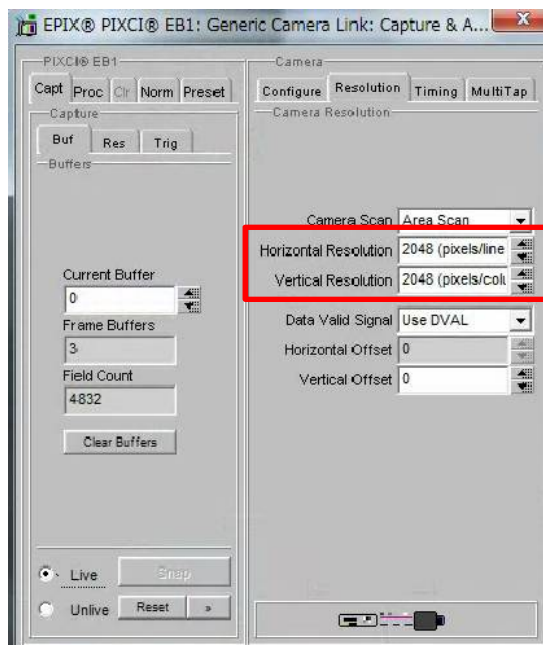 EPIX® PIXCI® EB1: Generic Camera Link: Capture & A...
PIXCI® EB1
Capt Proc Clr Norm Preset
Capture
Buf Res Trig
Buffers
Current Buffer
0
Frame Buffers
3
Field Count
4832
Clear Buffers
Live Snap
Unlive Reset »
Camera
Configure Resolution Timing MultiTap
Camera Resolution
Camera Scan Area Scan
Horizontal Resolution 2048 (pixels/line
Vertical Resolution 2048 (pixels/colu
Data Valid Signal Use DVAL
Horizontal Offset 0
Vertical Offset 0